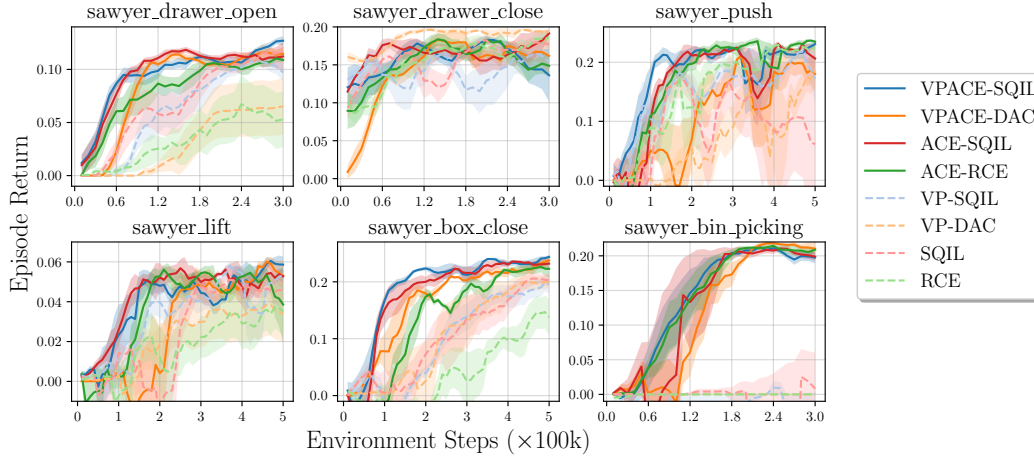 sawyer_drawer_open
sawyer_drawer_close
sawyer_push
0.10
0.05
0.00
0.0 0.6 1.2 1.8 2.4 3.0
0.20
0.15
0.10
0.05
0.00
0.0 0.6 1.2 1.8 2.4 3.0
0.2
0.1
0.0
0 1 2 3 4 5
VPACE-SQIL
VPACE-DAC
ACE-SQIL
ACE-RCE
VP-SQIL
VP-DAC
SQIL
RCE
Episode Return
sawyer_lift
sawyer_box_close
sawyer_bin_picking
0.06
0.04
0.02
0.00
0 1 2 3 4 5
0.2
0.1
0.0
0 1 2 3 4 5
0.20
0.15
0.10
0.05
0.00
0.0 0.6 1.2 1.8 2.4 3.0
Environment Steps (×100k)